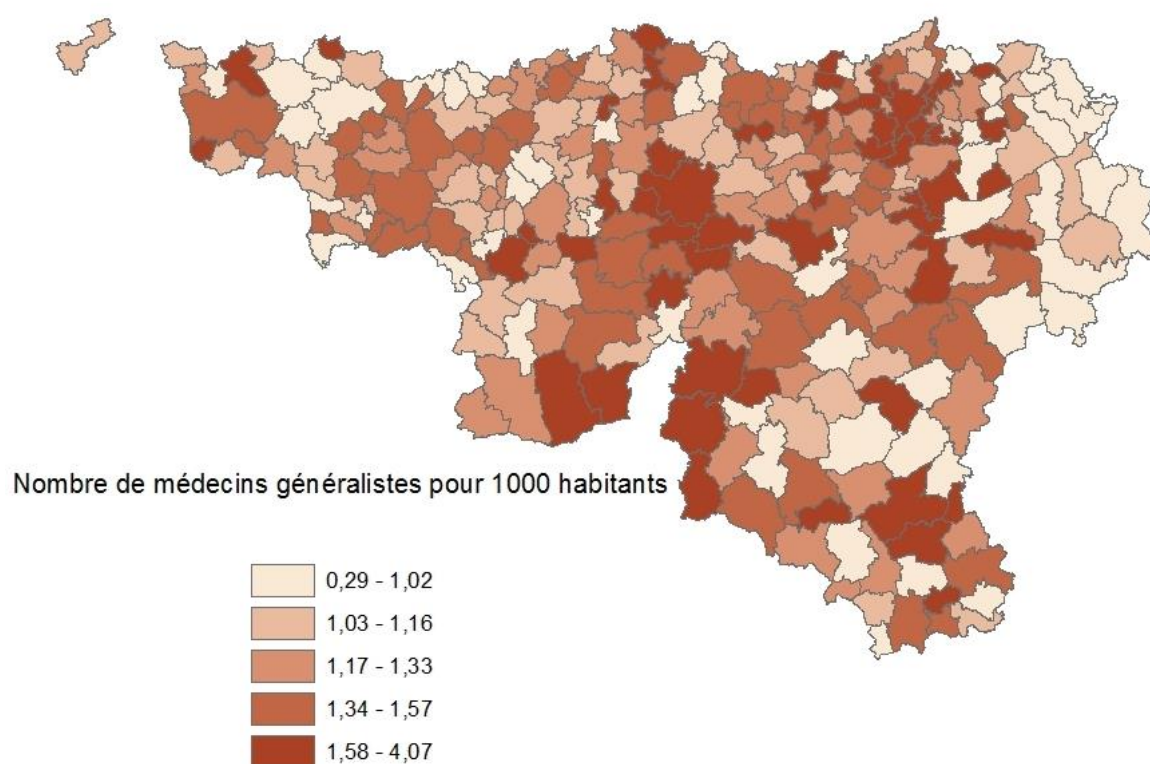 Nombre de médecins généralistes pour 1000 habitants
0,29 - 1,02
1,03 - 1,16
1,17 - 1,33
1,34 - 1,57
1,58 - 4,07